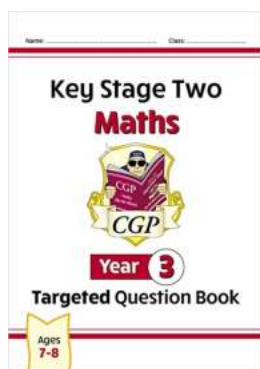 Name: Class:
Key Stage Two
Maths
CGP
CGP
Year 3
Targeted Question Book
Ages
7-8